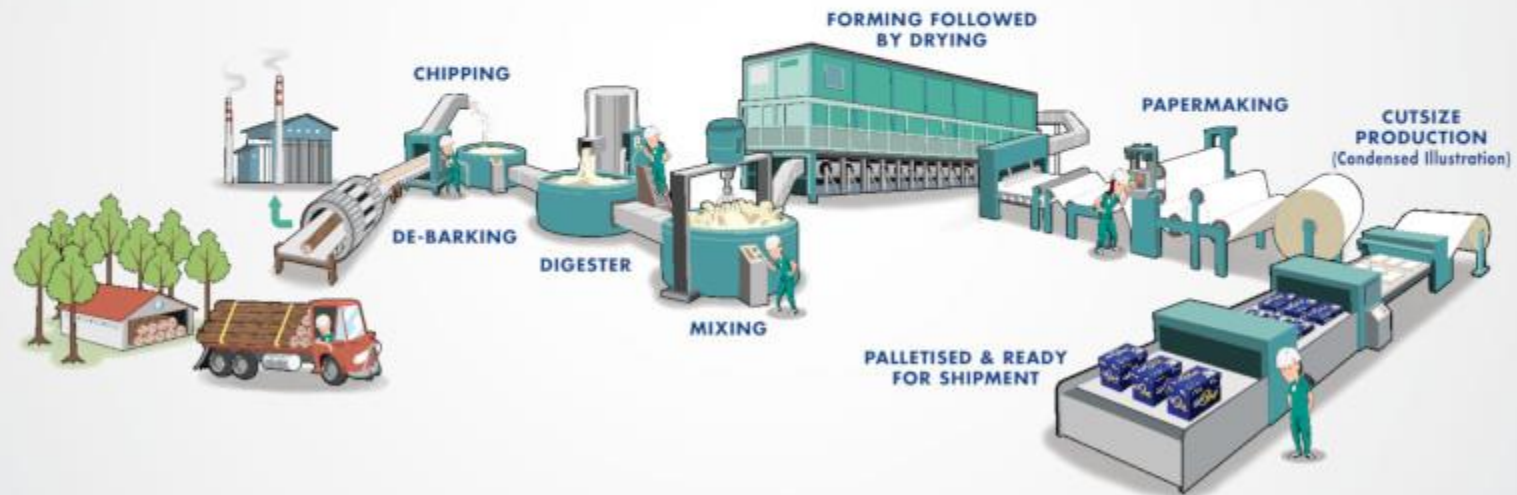 FORMING FOLLOWED
BY DRYING
CHIPPING
PAPERMAKING
CUTSIZE
PRODUCTION
(Condensed Illustration)
DE-BARKING
DIGESTER
MIXING
PALLETISED & READY
FOR SHIPMENT